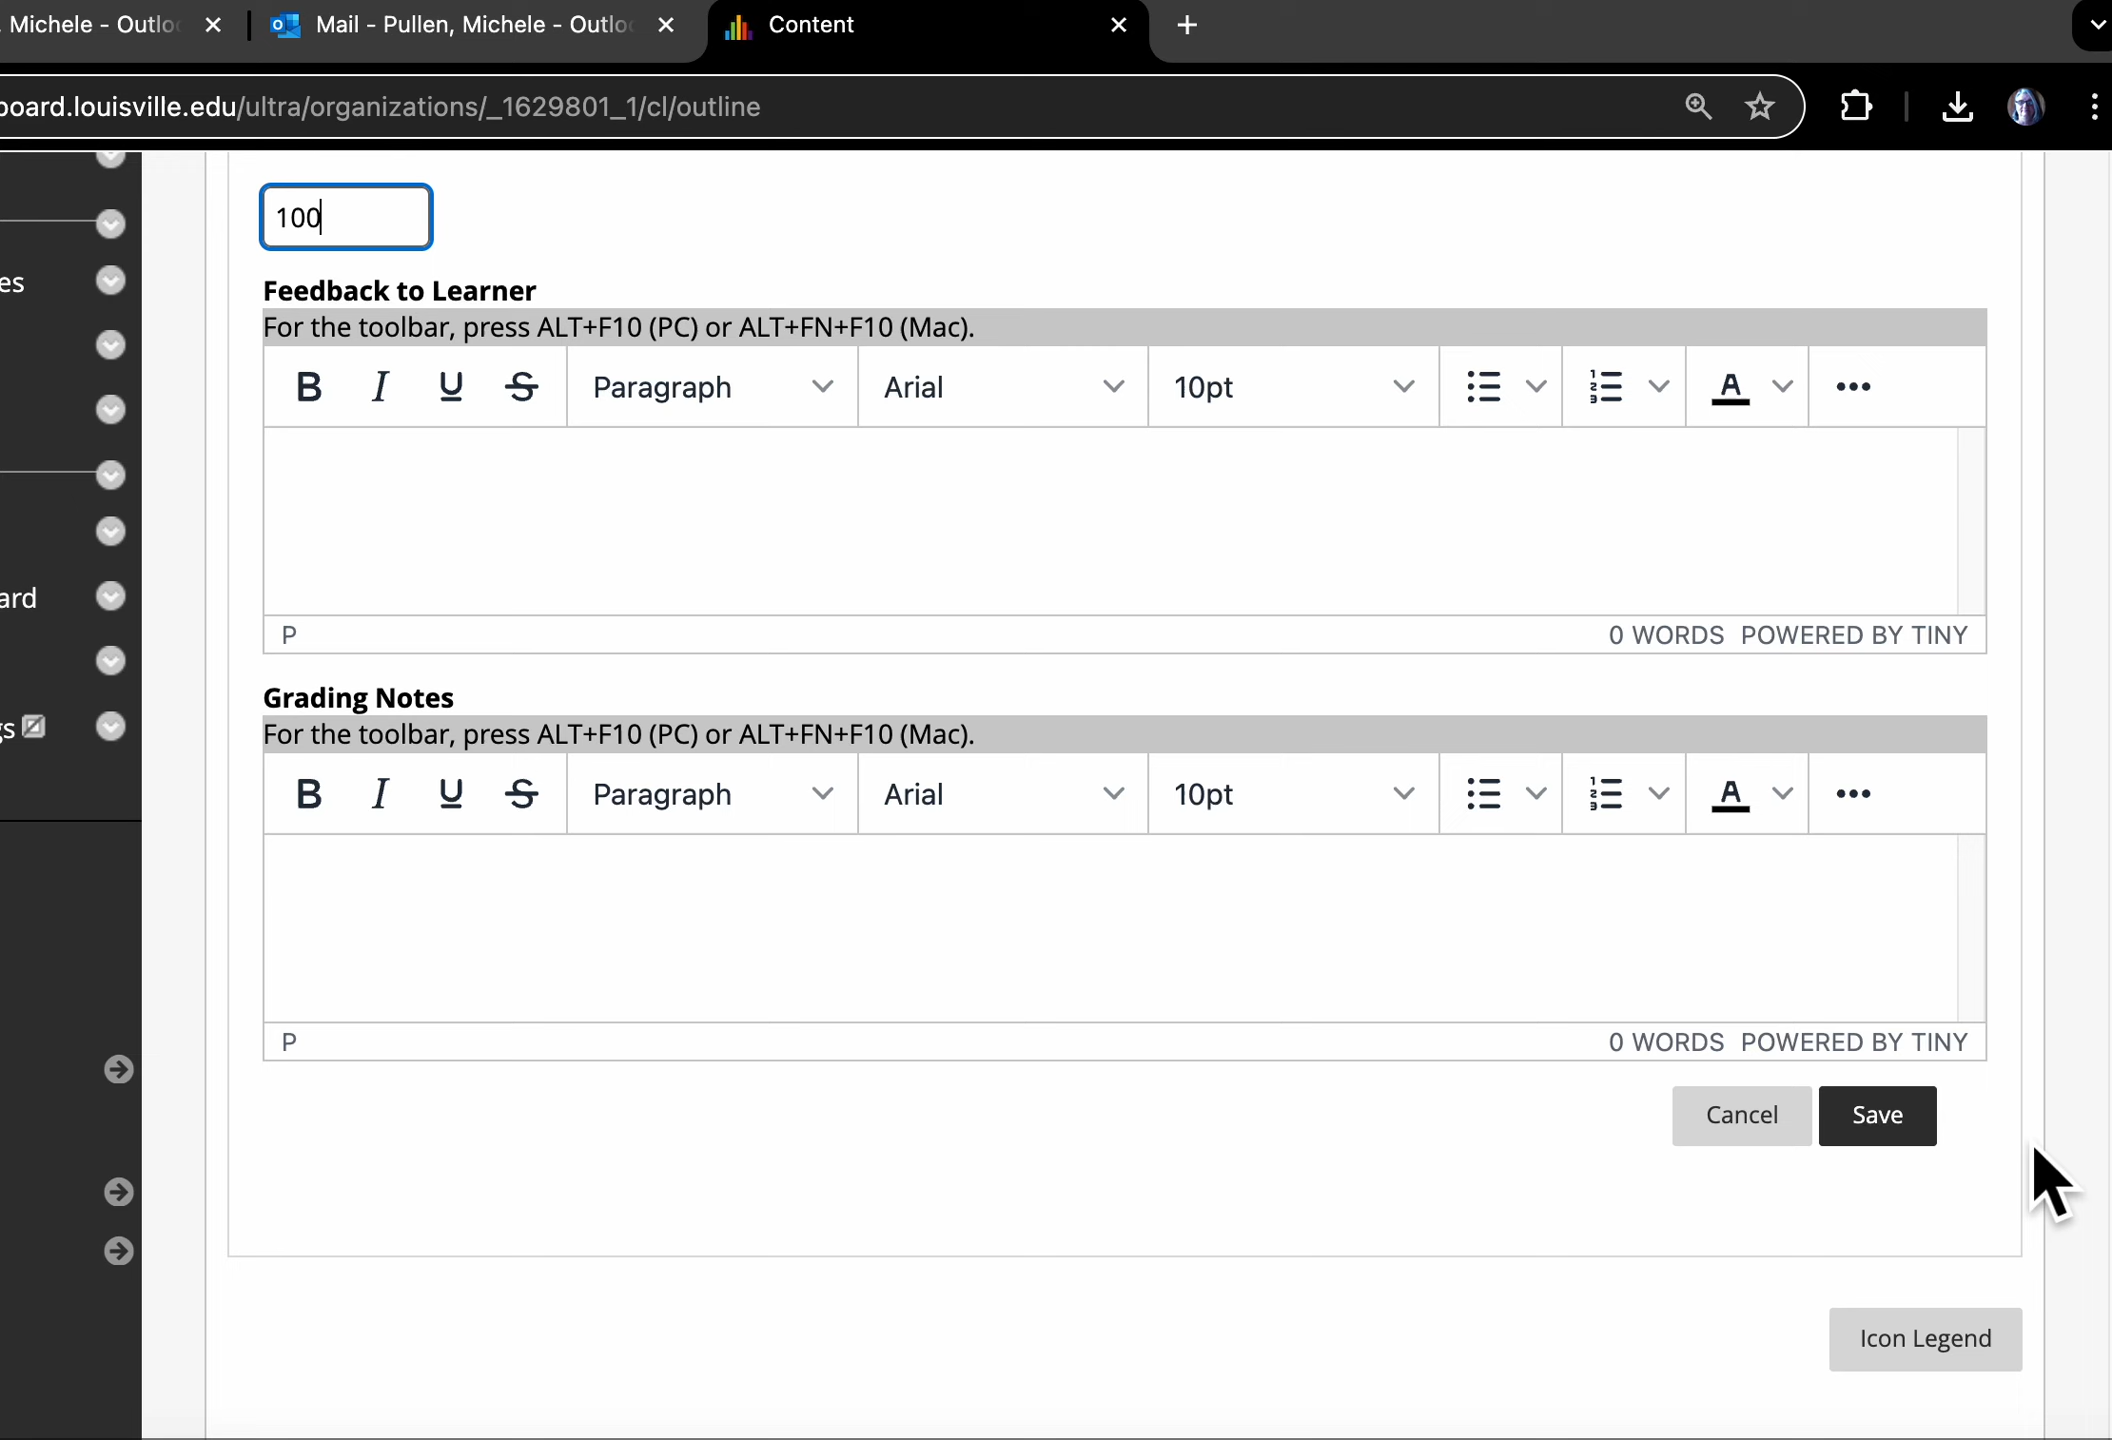 Michele - Outlo
Mail - Pullen, Michele - Outloo
Content
board.louisville.edu/ultra/organizations/_1629801_1/cl/outline
100
es
ard
gs
Feedback to Learner
For the toolbar, press ALT+F10 (PC) or ALT+FN+F10 (Mac).
B I U S Paragraph Arial 10pt A
P 0 WORDS POWERED BY TINY
Grading Notes
For the toolbar, press ALT+F10 (PC) or ALT+FN+F10 (Mac).
B I U S Paragraph Arial 10pt A
P 0 WORDS POWERED BY TINY
Cancel Save
Icon Legend